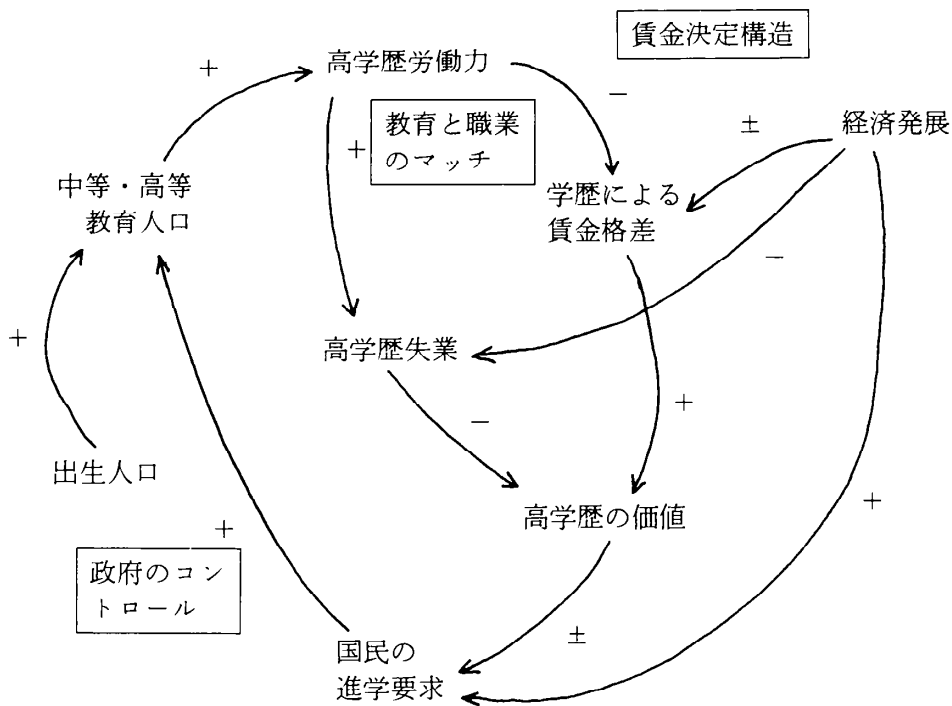 賃金決定構造
高学歴労働力
+
−
教育と職業
のマッチ
+
±
経済発展
中等・高等
教育人口
学歴による
賃金格差
−
+
高学歴失業
+
−
出生人口
高学歴の価値
+
+
政府のコン
トロール
±
国民の
進学要求